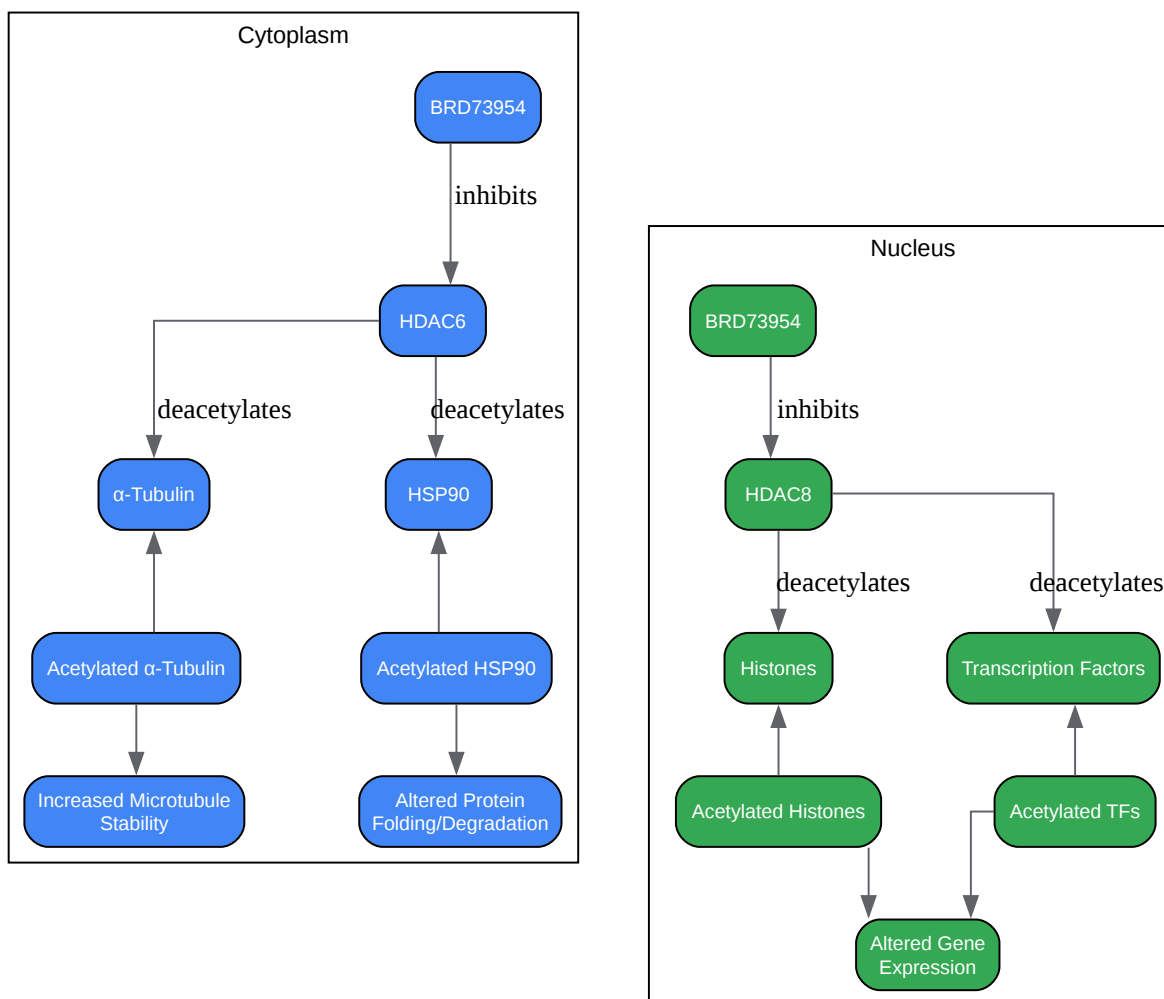 Cytoplasm
BRD73954
inhibits
HDAC6
deacetylates
deacetylates
α-Tubulin
HSP90
Acetylated α-Tubulin
Acetylated HSP90
Increased Microtubule
Stability
Altered Protein
Folding/Degradation
Nucleus
BRD73954
inhibits
HDAC8
deacetylates
deacetylates
Histones
Transcription Factors
Acetylated Histones
Acetylated TFs
Altered Gene
Expression